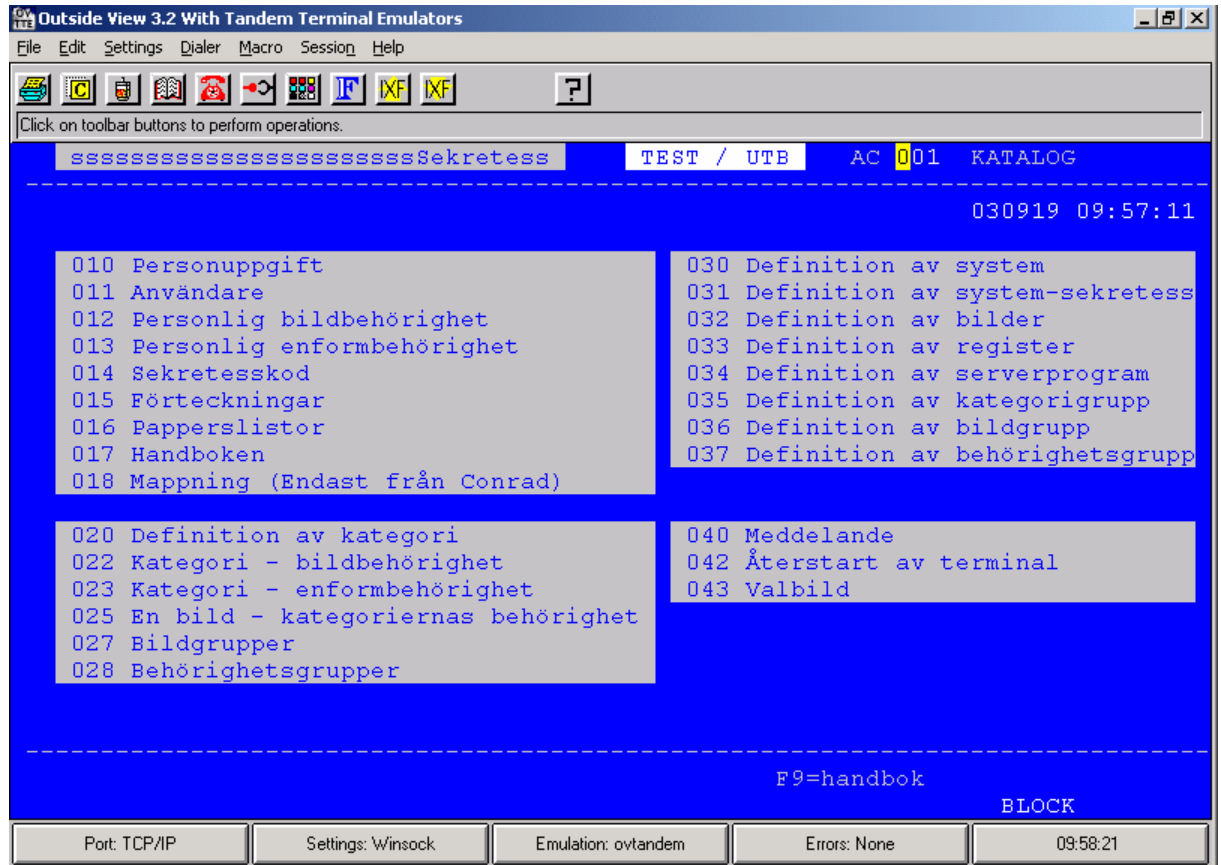 Outside View 3.2 With Tandem Terminal Emulators
File Edit Settings Dialer Macro Session Help
Click on toolbar buttons to perform operations.
sssssssssssssssssssssssSekretess TEST / UTB AC 001 KATALOG
030919 09:57:11
010 Personuppgift
011 Användare
012 Personlig bildbehörighet
013 Personlig enformbehörighet
014 Sekretesskod
015 Förteckningar
016 Papperslistor
017 Handboken
018 Mappning (Endast från Conrad)
030 Definition av system
031 Definition av system-sekretess
032 Definition av bilder
033 Definition av register
034 Definition av serverprogram
035 Definition av kategorigrupp
036 Definition av bildgrupp
037 Definition av behörighetsgrupp
020 Definition av kategori
022 Kategori - bildbehörighet
023 Kategori - enformbehörighet
025 En bild - kategoriernas behörighet
027 Bildgrupper
028 Behörighetsgrupper
040 Meddelande
042 Återstart av terminal
043 Valbild
F9=handbok
BLOCK
Port: TCP/IP Settings: Winsock Emulation: ovtandem Errors: None 09:58:21